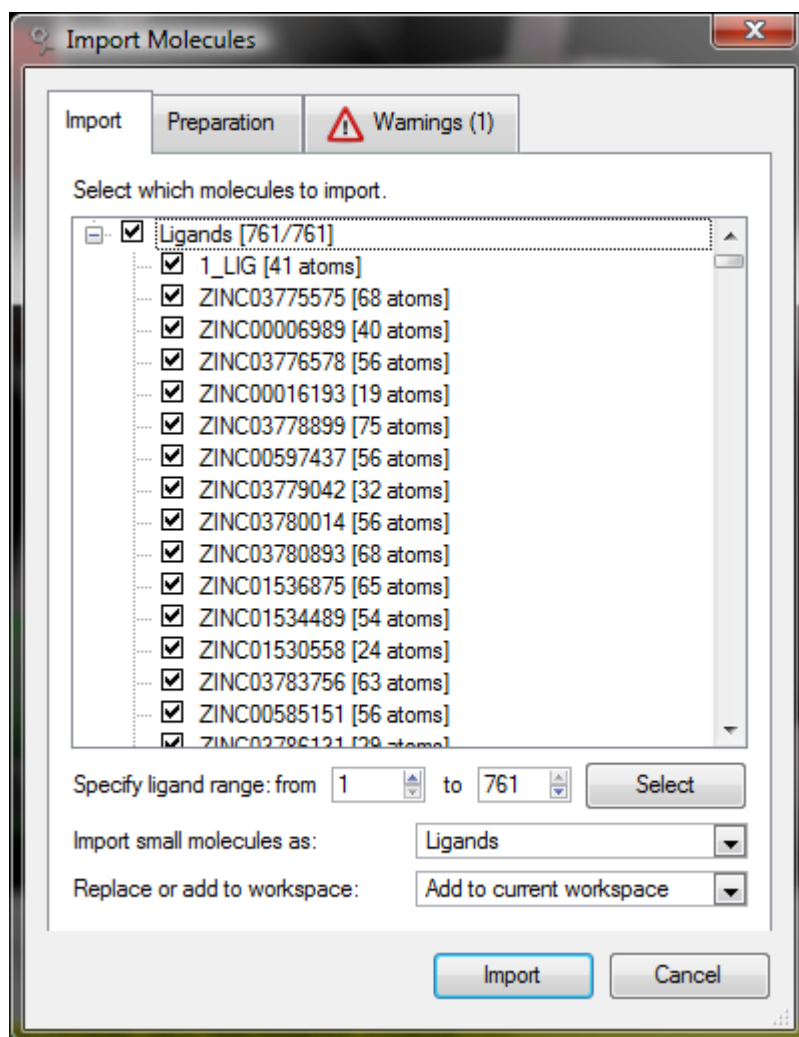 Import Molecules
Import Preparation Warnings (1)
Select which molecules to import.
Ligands [761/761]
1_LIG [41 atoms]
ZINC03775575 [68 atoms]
ZINC00006989 [40 atoms]
ZINC03776578 [56 atoms]
ZINC00016193 [19 atoms]
ZINC03778899 [75 atoms]
ZINC00597437 [56 atoms]
ZINC03779042 [32 atoms]
ZINC03780014 [56 atoms]
ZINC03780893 [68 atoms]
ZINC01536875 [65 atoms]
ZINC01534489 [54 atoms]
ZINC01530558 [24 atoms]
ZINC03783756 [63 atoms]
ZINC00585151 [56 atoms]
Specify ligand range: from 1 to 761 Select
Import small molecules as: Ligands
Replace or add to workspace: Add to current workspace
Import Cancel